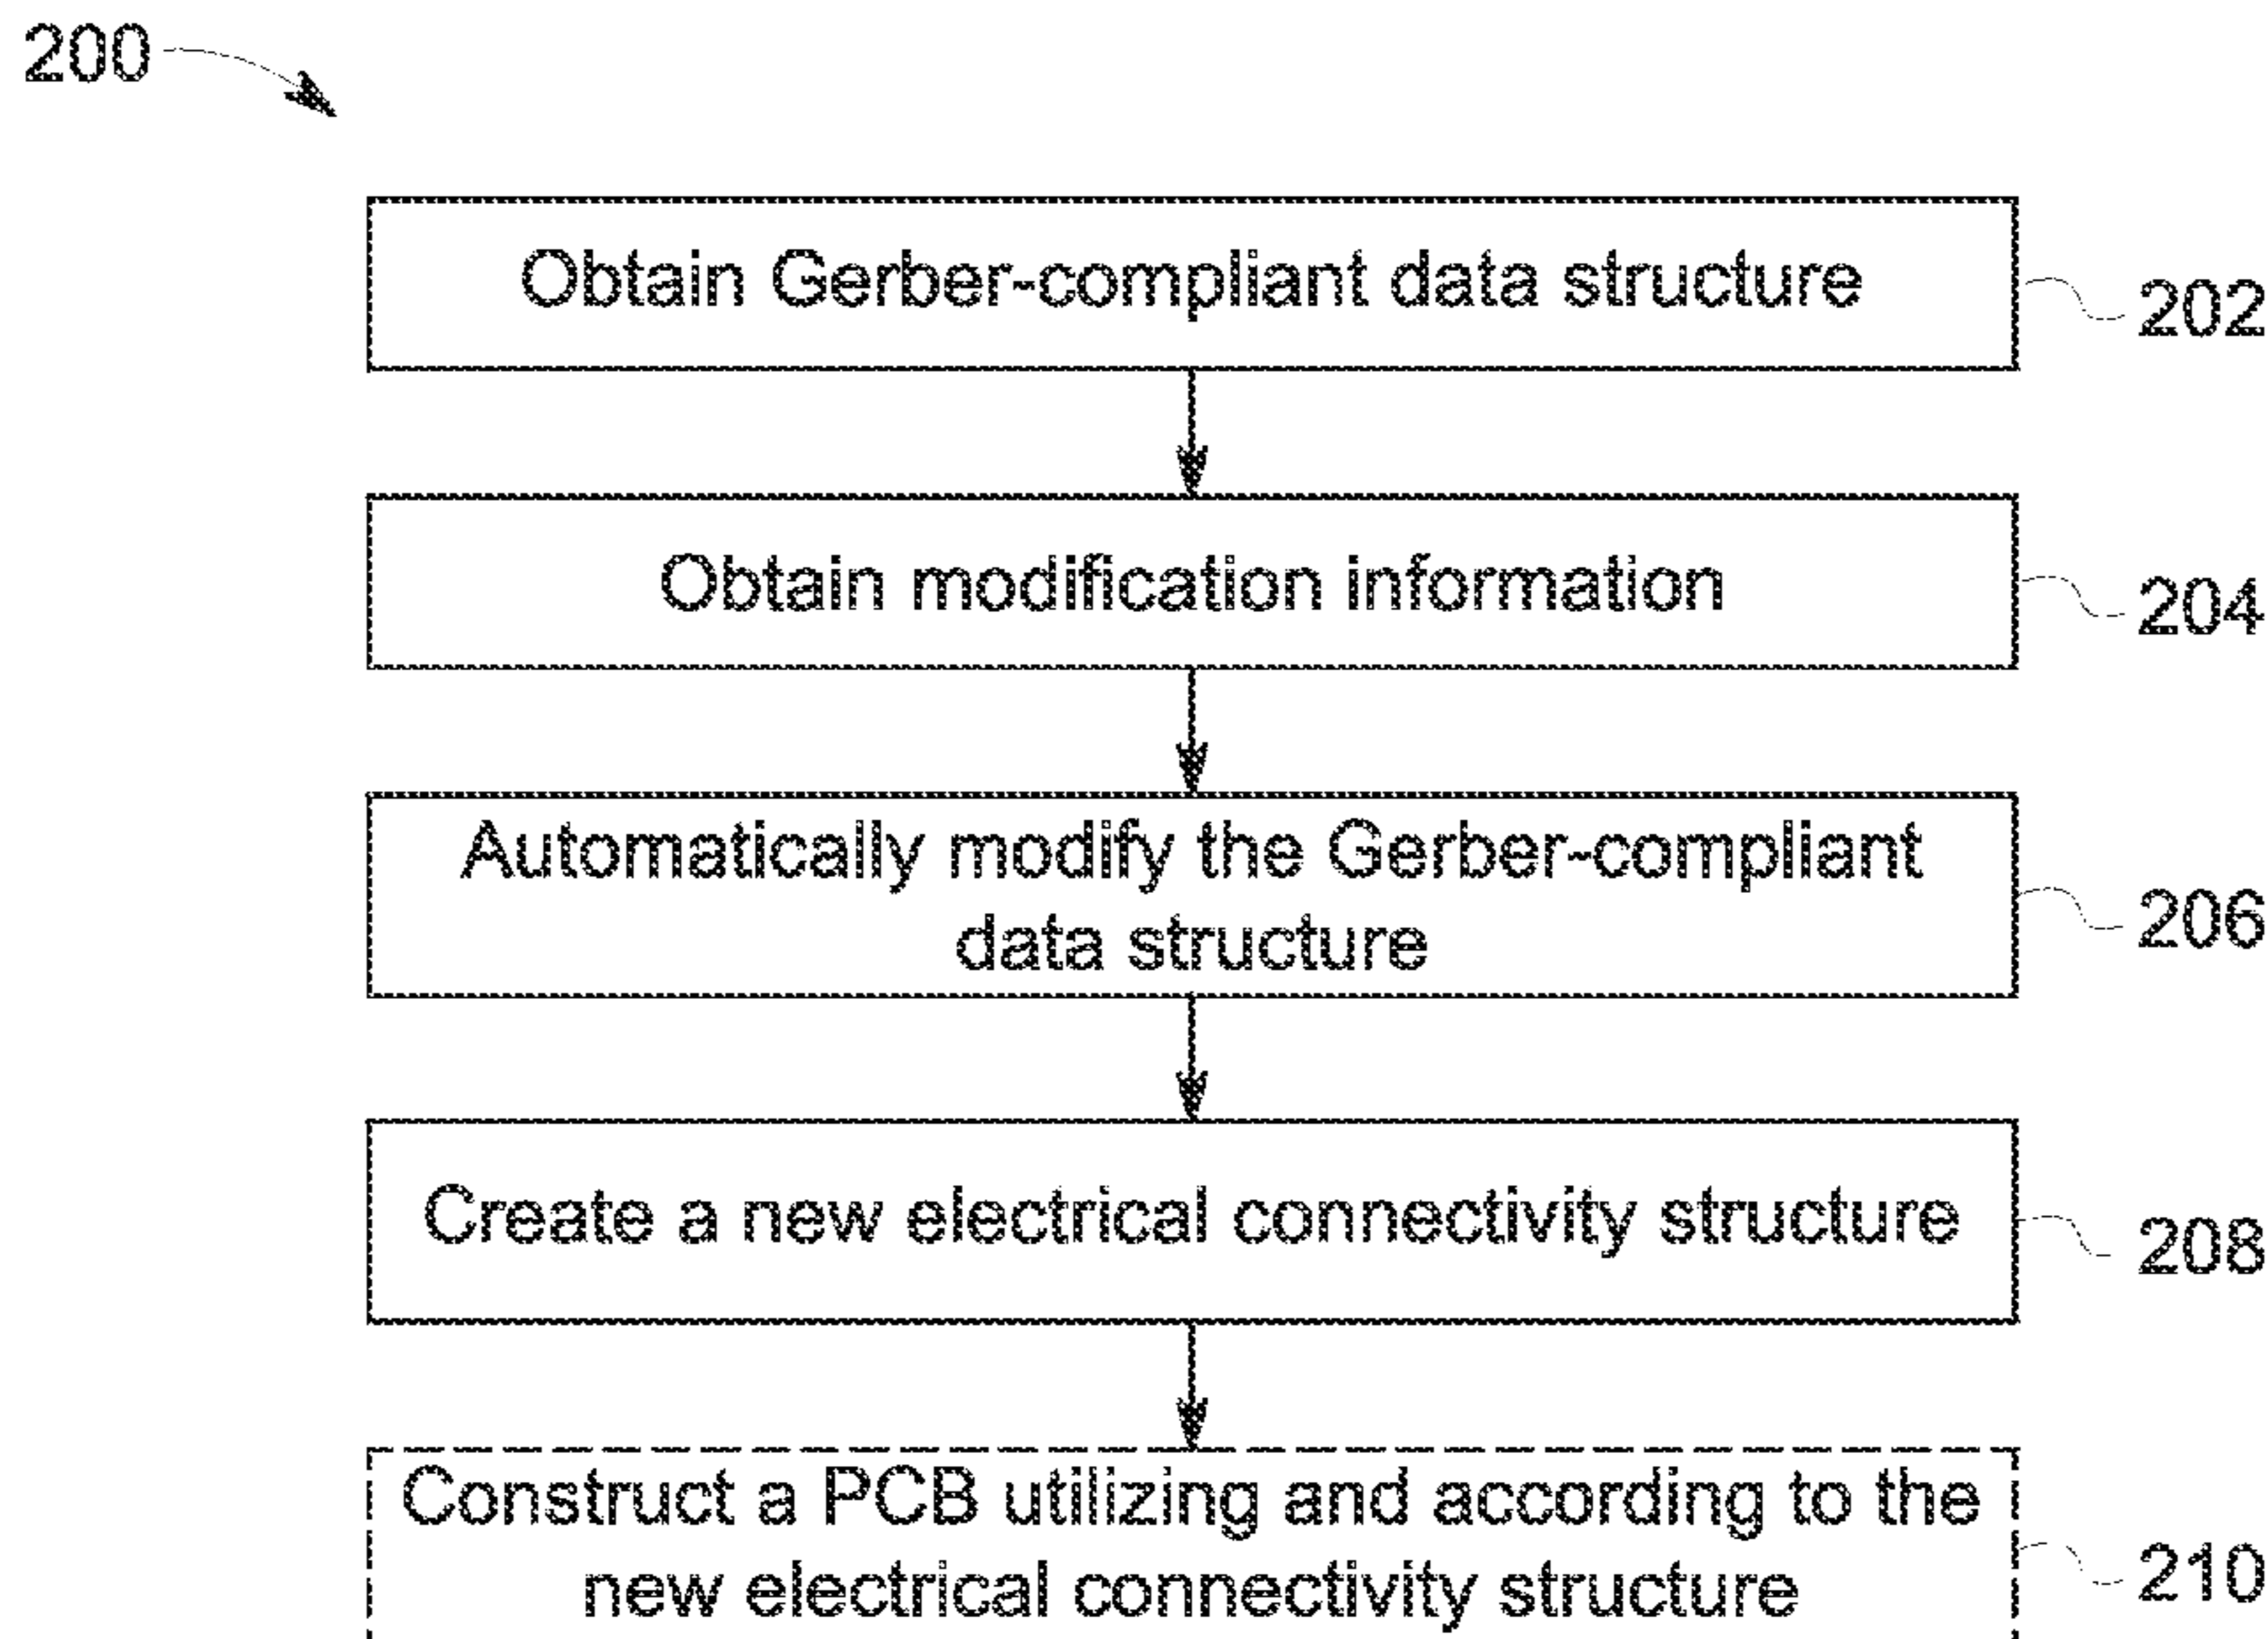 200
Obtain Gerber-compliant data structure
202
Obtain modification information
204
Automatically modify the Gerber-compliant
data structure
206
Create a new electrical connectivity structure
208
Construct a PCB utilizing and according to the
new electrical connectivity structure
210